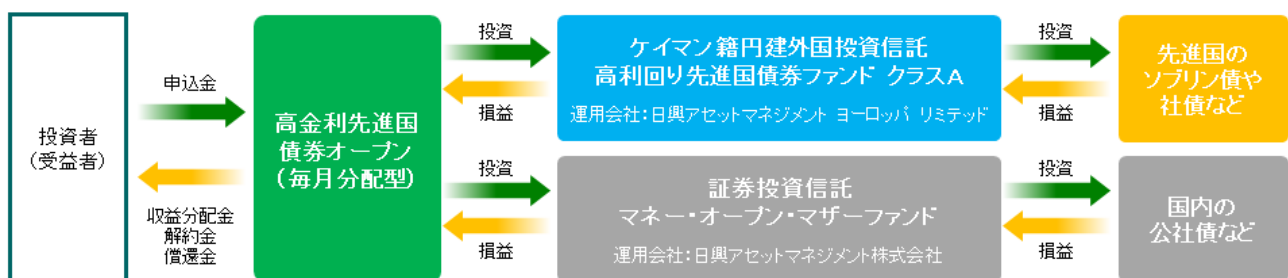 投資者
（受益者）
申込金
収益分配金
解約金
償還金
高金利先進国
債券オープン
（毎月分配型）
投資
損益
ケイマン籍円建外国投資信託
高利回り先進国債券ファンド クラスA
運用会社：日興アセットマネジメント ヨーロッパ リミテッド
投資
損益
先進国の
ソブリン債や
社債など
投資
損益
証券投資信託
マネー・オープン・マザーファンド
運用会社：日興アセットマネジメント株式会社
投資
損益
国内の
公社債など